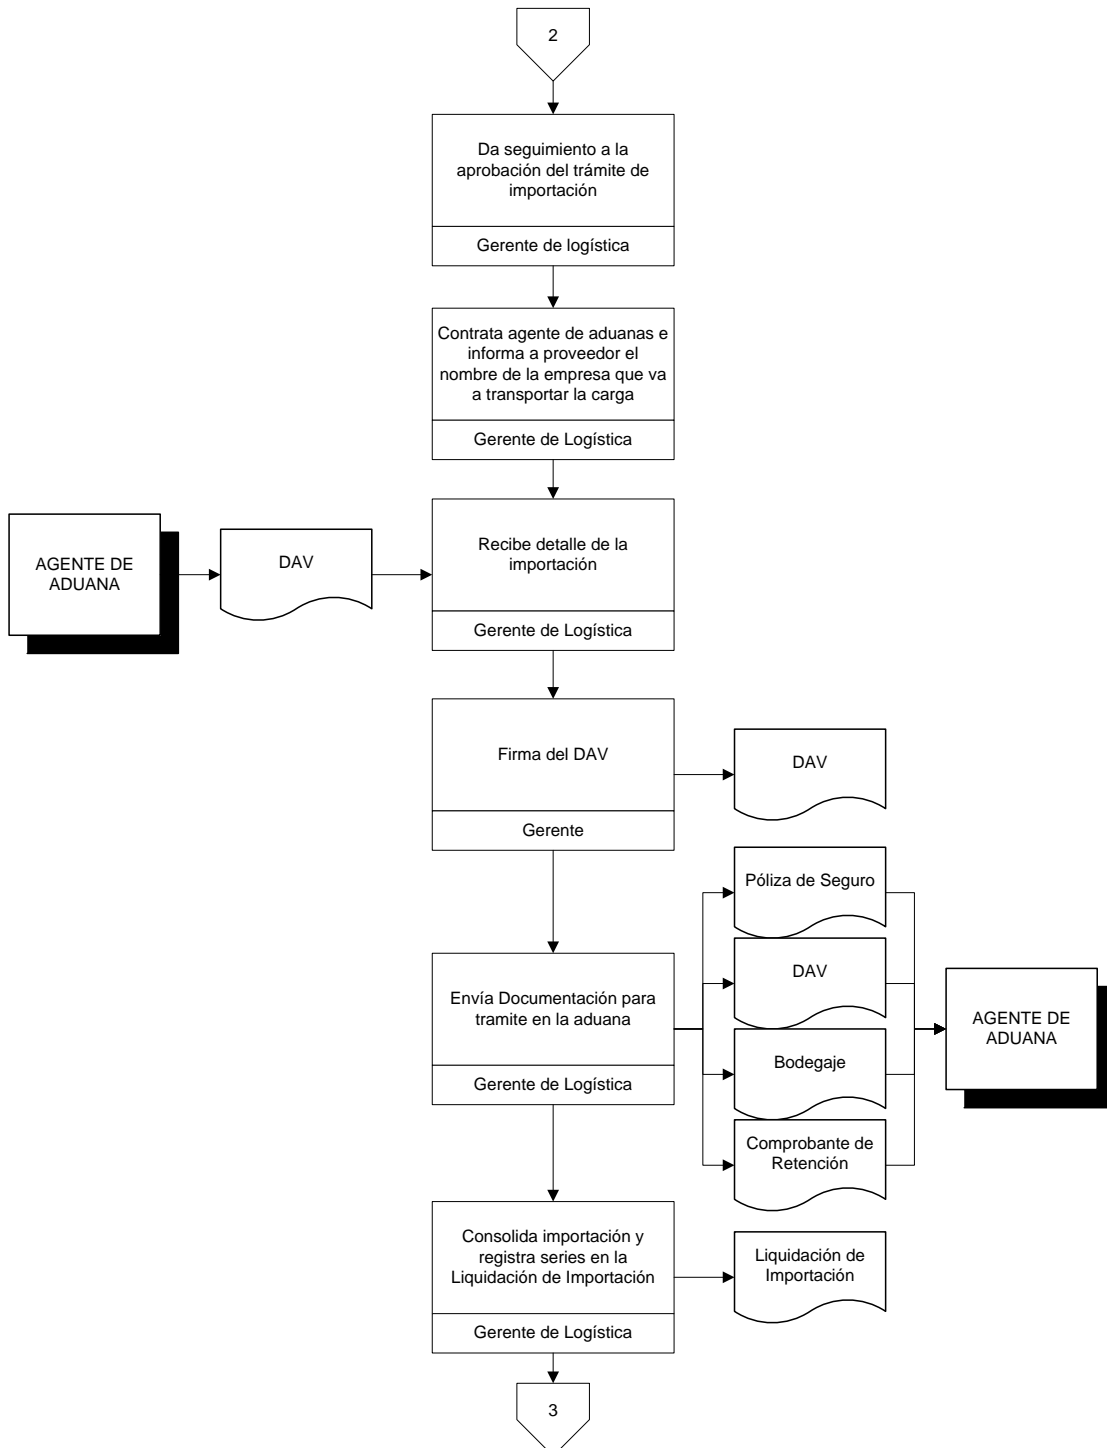 2
Da seguimiento a la
aprobación del trámite de
importación
Gerente de logística
Contrata agente de aduanas e
informa a proveedor el
nombre de la empresa que va
a transportar la carga
Gerente de Logística
AGENTE DE
ADUANA
DAV
Recibe detalle de la
importación
Gerente de Logística
Firma del DAV
Gerente
DAV
Envía Documentación para
tramite en la aduana
Gerente de Logística
Póliza de Seguro
DAV
Bodegaje
Comprobante de
Retención
AGENTE DE
ADUANA
Consolida importación y
registra series en la
Liquidación de Importación
Gerente de Logística
Liquidación de
Importación
3